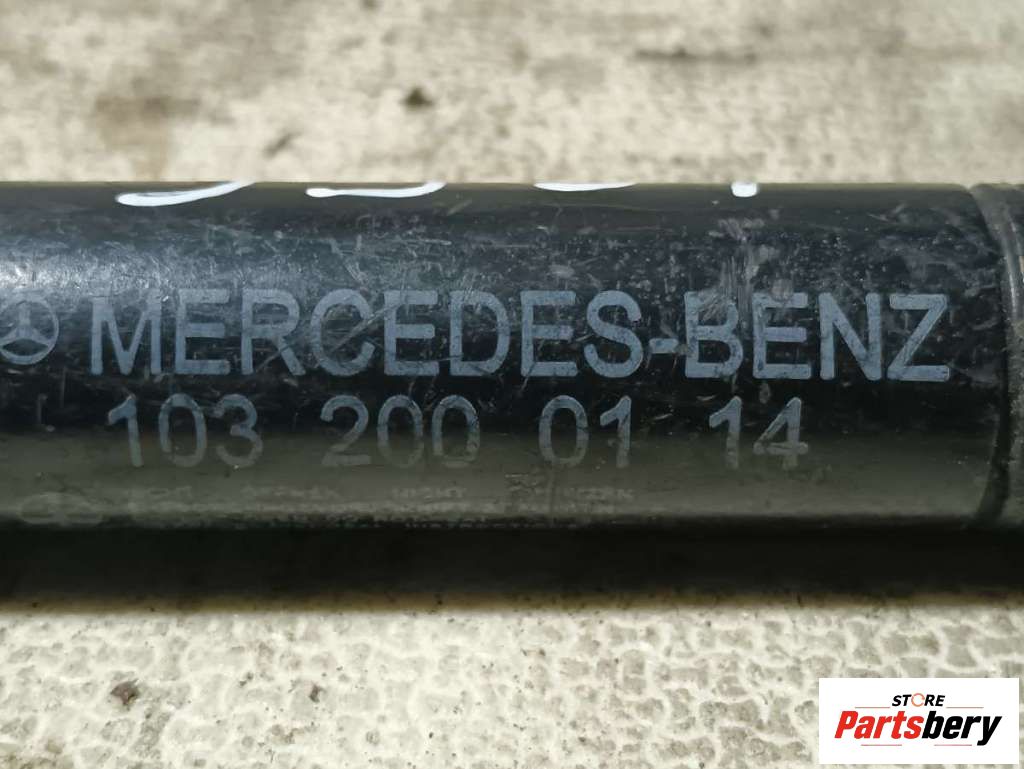 MERCEDES-BENZ
103 200 01 14
STORE
Partsbery